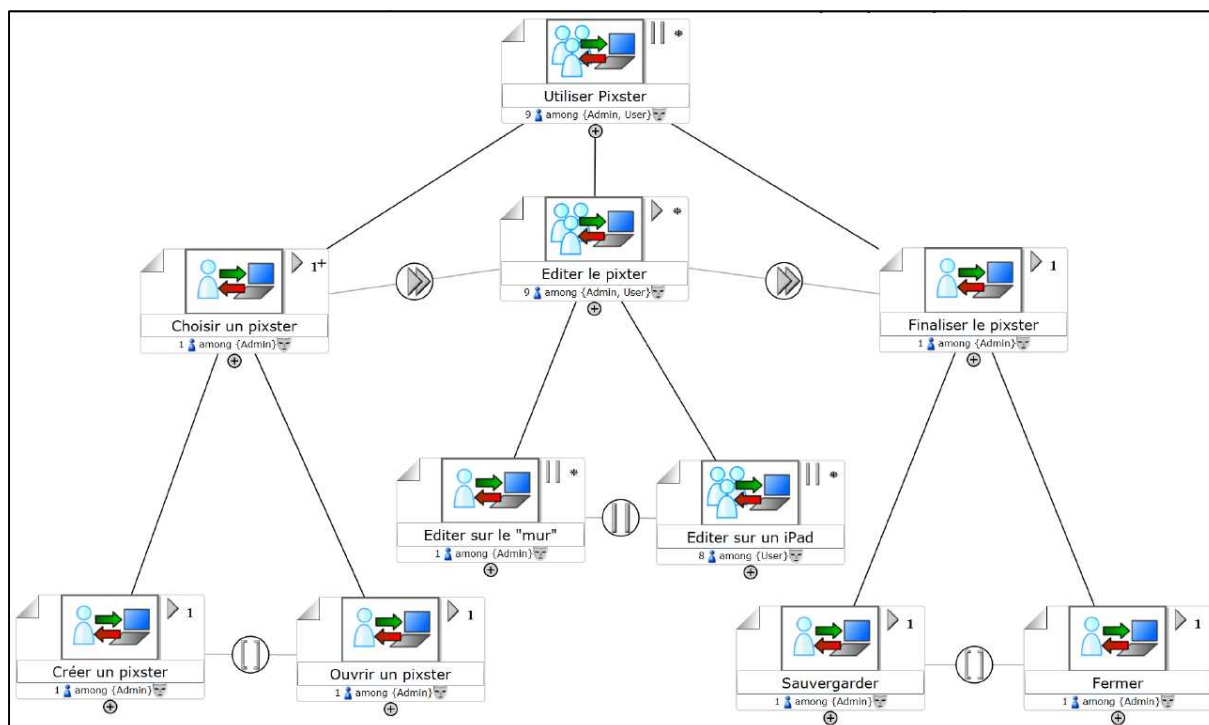 Utiliser Pixster
9 among {Admin, User}
Editer le pixter
9 among {Admin, User}
1+
Choisir un pixster
1 among {Admin}
1
Finaliser le pixster
1 among {Admin}
Editer sur le "mur"
1 among {Admin}
Editer sur un iPad
8 among {User}
1
Créer un pixster
1 among {Admin}
1
Ouvrir un pixster
1 among {Admin}
1
Sauvergarder
1 among {Admin}
1
Fermer
1 among {Admin}